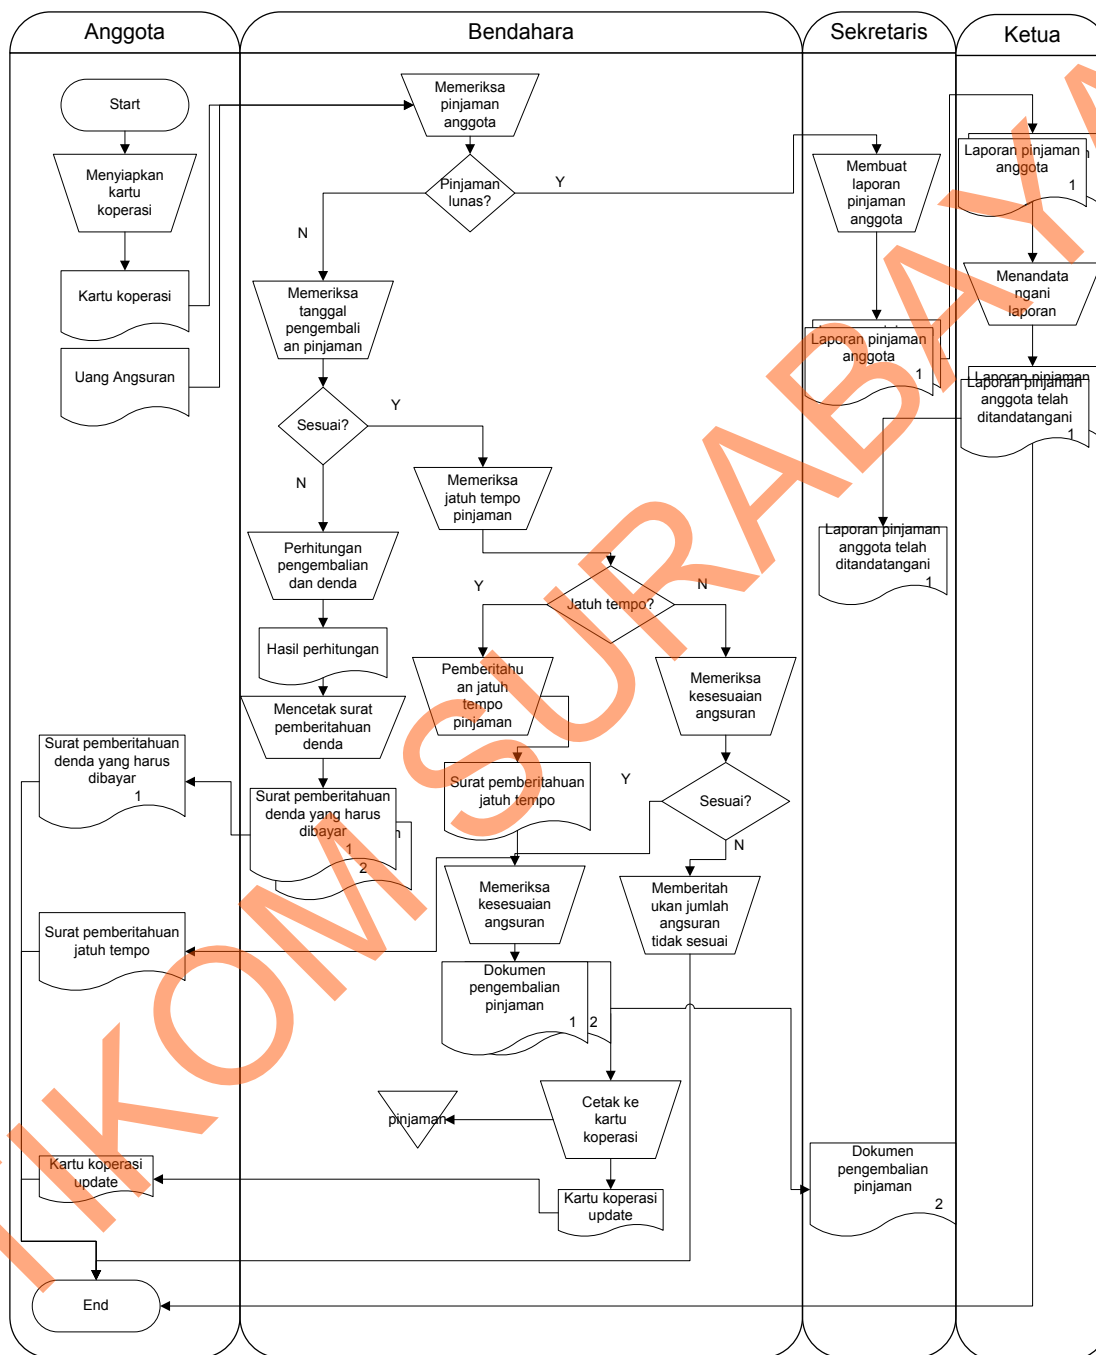 Anggota
Bendahara
Sekretaris
Ketua
Start
Menyiapkan
kartu
koperasi
Kartu koperasi
Uang Angsuran
Memeriksa
pinjaman
anggota
Pinjaman
lunas?
Y
N
Memeriksa
tanggal
pengembali
an pinjaman
Sesuai?
Y
N
Memeriksa
jatuh tempo
pinjaman
Perhitungan
pengembalian
dan denda
Jatuh tempo?
Y
N
Hasil perhitungan
Pemberitahu
an jatuh
tempo
pinjaman
Memeriksa
kesesuaian
angsuran
Mencetak surat
pemberitahuan
denda
Surat pemberitahuan
jatuh tempo
Y
Sesuai?
N
Surat pemberitahuan
denda yang harus
dibayar
1
2
Surat pemberitahuan
denda yang harus
dibayar
1
Memeriksa
kesesuaian
angsuran
Memberitah
ukan jumlah
angsuran
tidak sesuai
Surat pemberitahuan
jatuh tempo
Dokumen
pengembalian
pinjaman
1
2
Cetak ke
kartu
koperasi
pinjaman
Kartu koperasi
update
Kartu koperasi
update
End
Membuat
laporan
pinjaman
anggota
Laporan pinjaman
anggota
1
Laporan pinjaman
anggota
1
Menandata
ngani
laporan
Laporan pinjaman
Laporan pinjaman
anggota telah
ditandatangani
1
Laporan pinjaman
anggota telah
ditandatangani
1
Dokumen
pengembalian
pinjaman
2
TIKOM SURABAYA